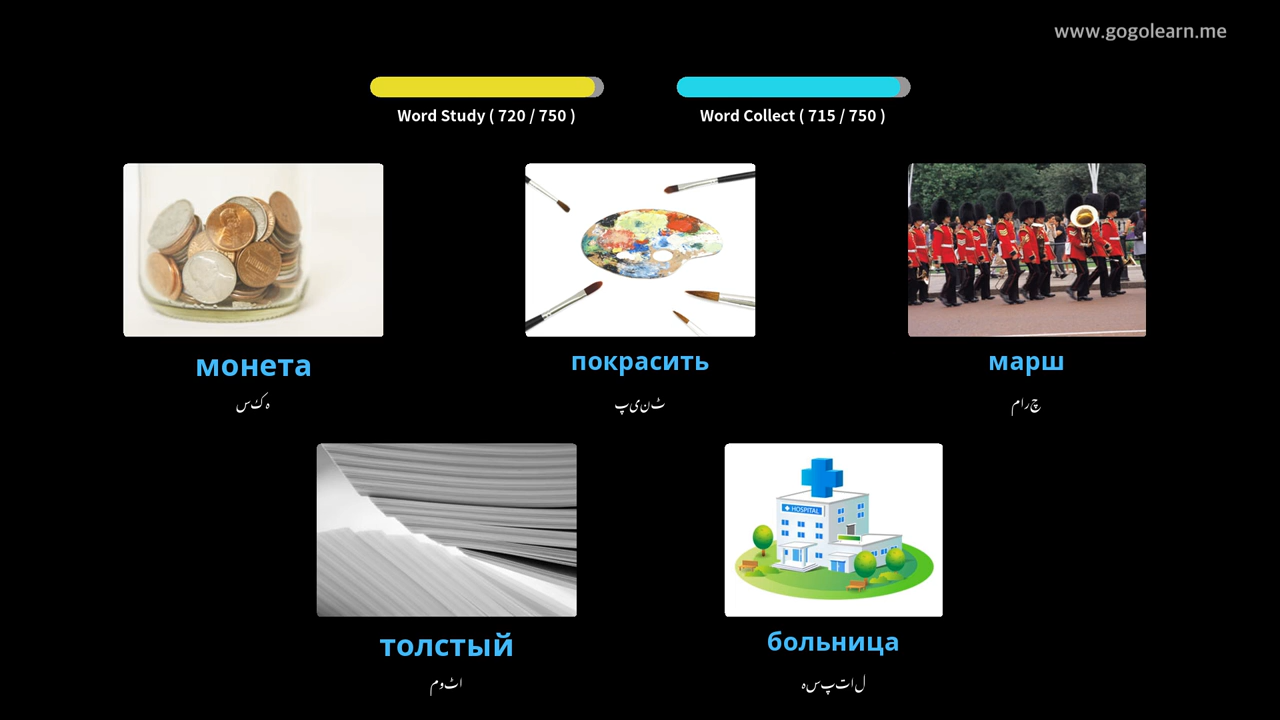 www.gogolearn.me
Word Study ( 720 / 750 )
Word Collect ( 715 / 750 )
монета
سکہ
покрасить
پینٹ
марш
مارچ
HOSPITAL
толстый
موٹا
больница
ہسپتال